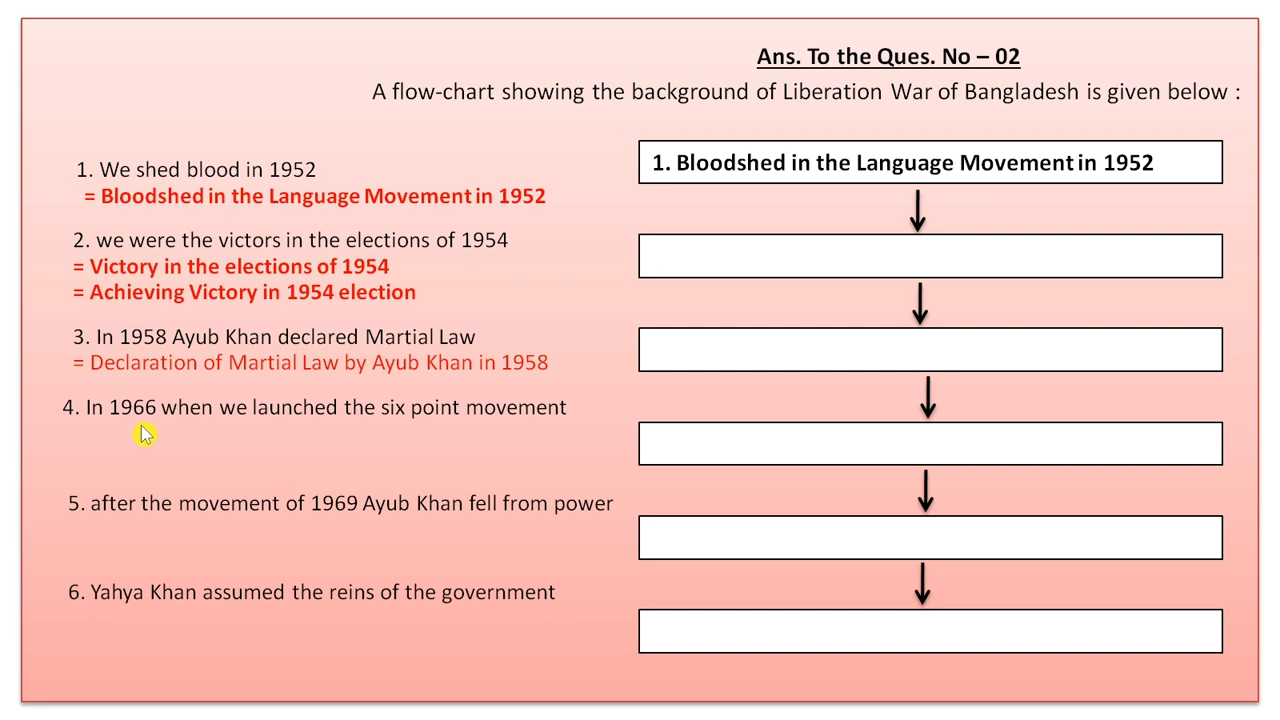 Ans. To the Ques. No – 02
A flow-chart showing the background of Liberation War of Bangladesh is given below :
1. We shed blood in 1952
= Bloodshed in the Language Movement in 1952
2. we were the victors in the elections of 1954
= Victory in the elections of 1954
= Achieving Victory in 1954 election
3. In 1958 Ayub Khan declared Martial Law
= Declaration of Martial Law by Ayub Khan in 1958
4. In 1966 when we launched the six point movement
5. after the movement of 1969 Ayub Khan fell from power
6. Yahya Khan assumed the reins of the government
1. Bloodshed in the Language Movement in 1952